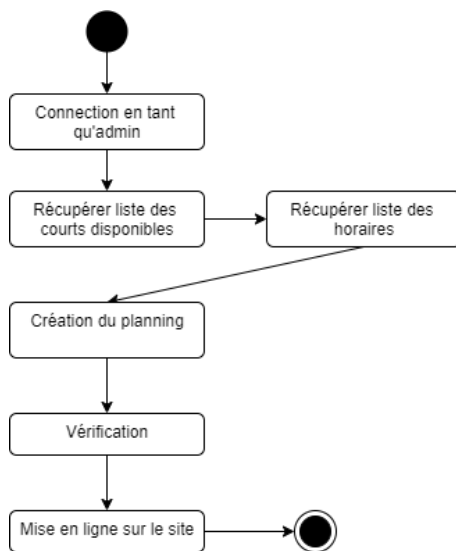 Connection en tant
qu'admin
Récupérer liste des
courts disponibles
Récupérer liste des
horaires
Création du planning
Vérification
Mise en ligne sur le site